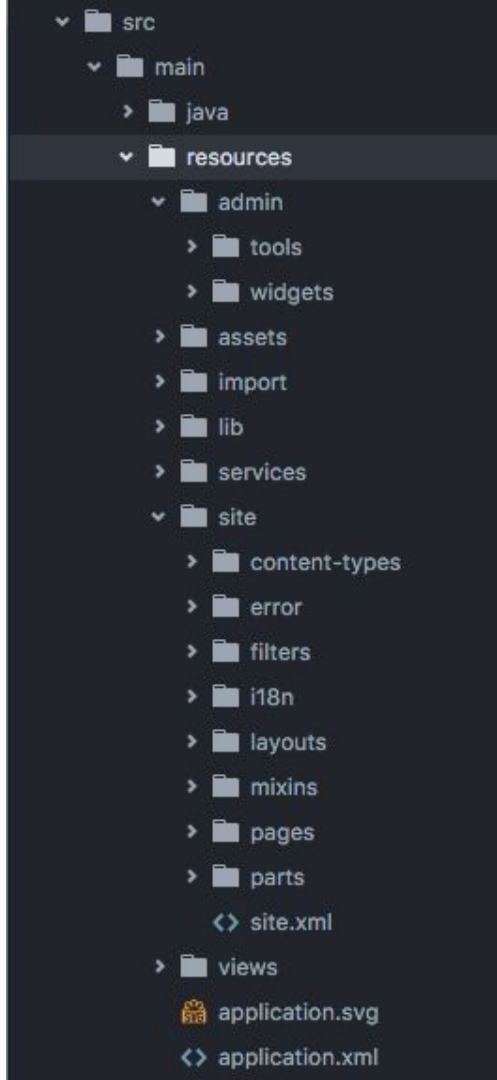 src
main
java
resources
admin
tools
widgets
assets
import
lib
services
site
content-types
error
filters
i18n
layouts
mixins
pages
parts
site.xml
views
application.svg
application.xml